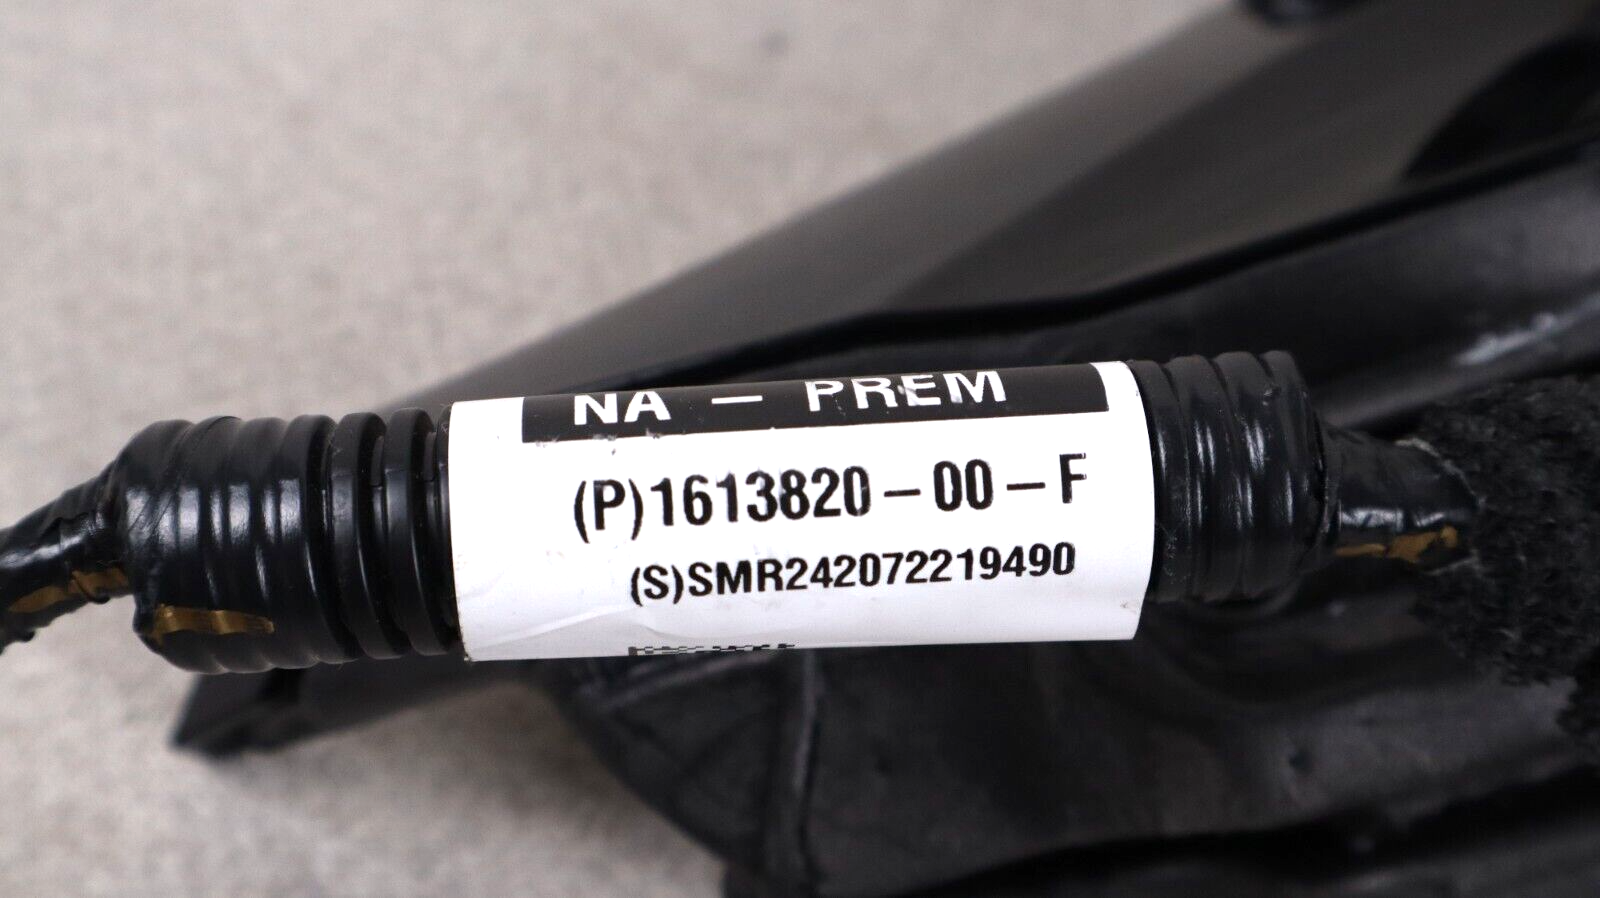 NA - PREM
(P)1613820-00-F
(S)SMR242072219490